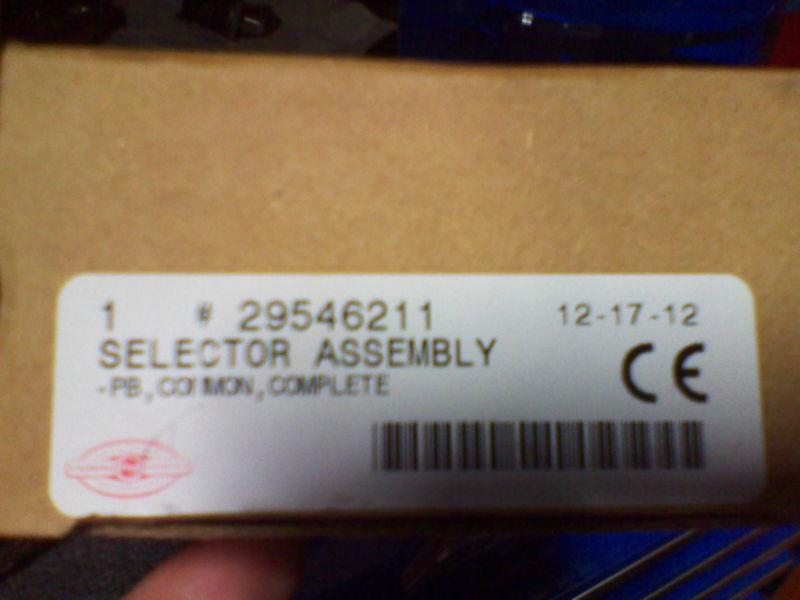 1 # 29546211 12-17-12
SELECTOR ASSEMBLY
-PB,COMMON,COMPLETE
CE